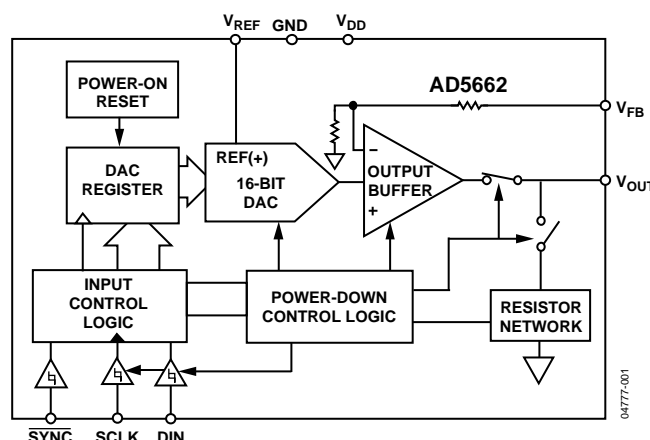 VREF GND VDD
POWER-ON
RESET
AD5662
VFB
REF(+)
16-BIT
DAC
DAC
REGISTER
–
OUTPUT
BUFFER
+
VOUT
INPUT
CONTROL
LOGIC
POWER-DOWN
CONTROL LOGIC
RESISTOR
NETWORK
SYNC SCLK DIN
04777-001